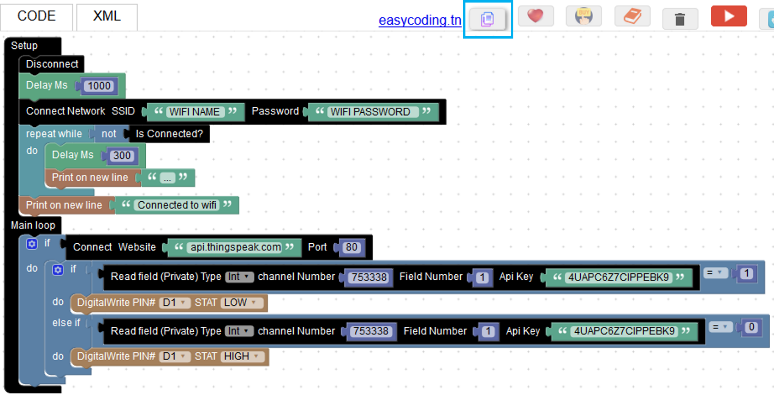 CODE XML easycoding.tn
Setup
Disconnect
Delay Ms 1000
Connect Network SSID “ WIFI NAME ” Password “ WIFI PASSWORD ”
repeat while not Is Connected?
do Delay Ms 300
Print on new line “ ... ”
Print on new line “ Connected to wifi ”
Main loop
if Connect Website “ api.thingspeak.com ” Port 80
do if Read field (Private) Type Int channel Number 753338 Field Number 1 Api Key “ 4UAPC6Z7CIPPEBK9 ” = 1
do DigitalWrite PIN# D1 STAT LOW
else if Read field (Private) Type Int channel Number 753338 Field Number 1 Api Key “ 4UAPC6Z7CIPPEBK9 ” = 0
do DigitalWrite PIN# D1 STAT HIGH